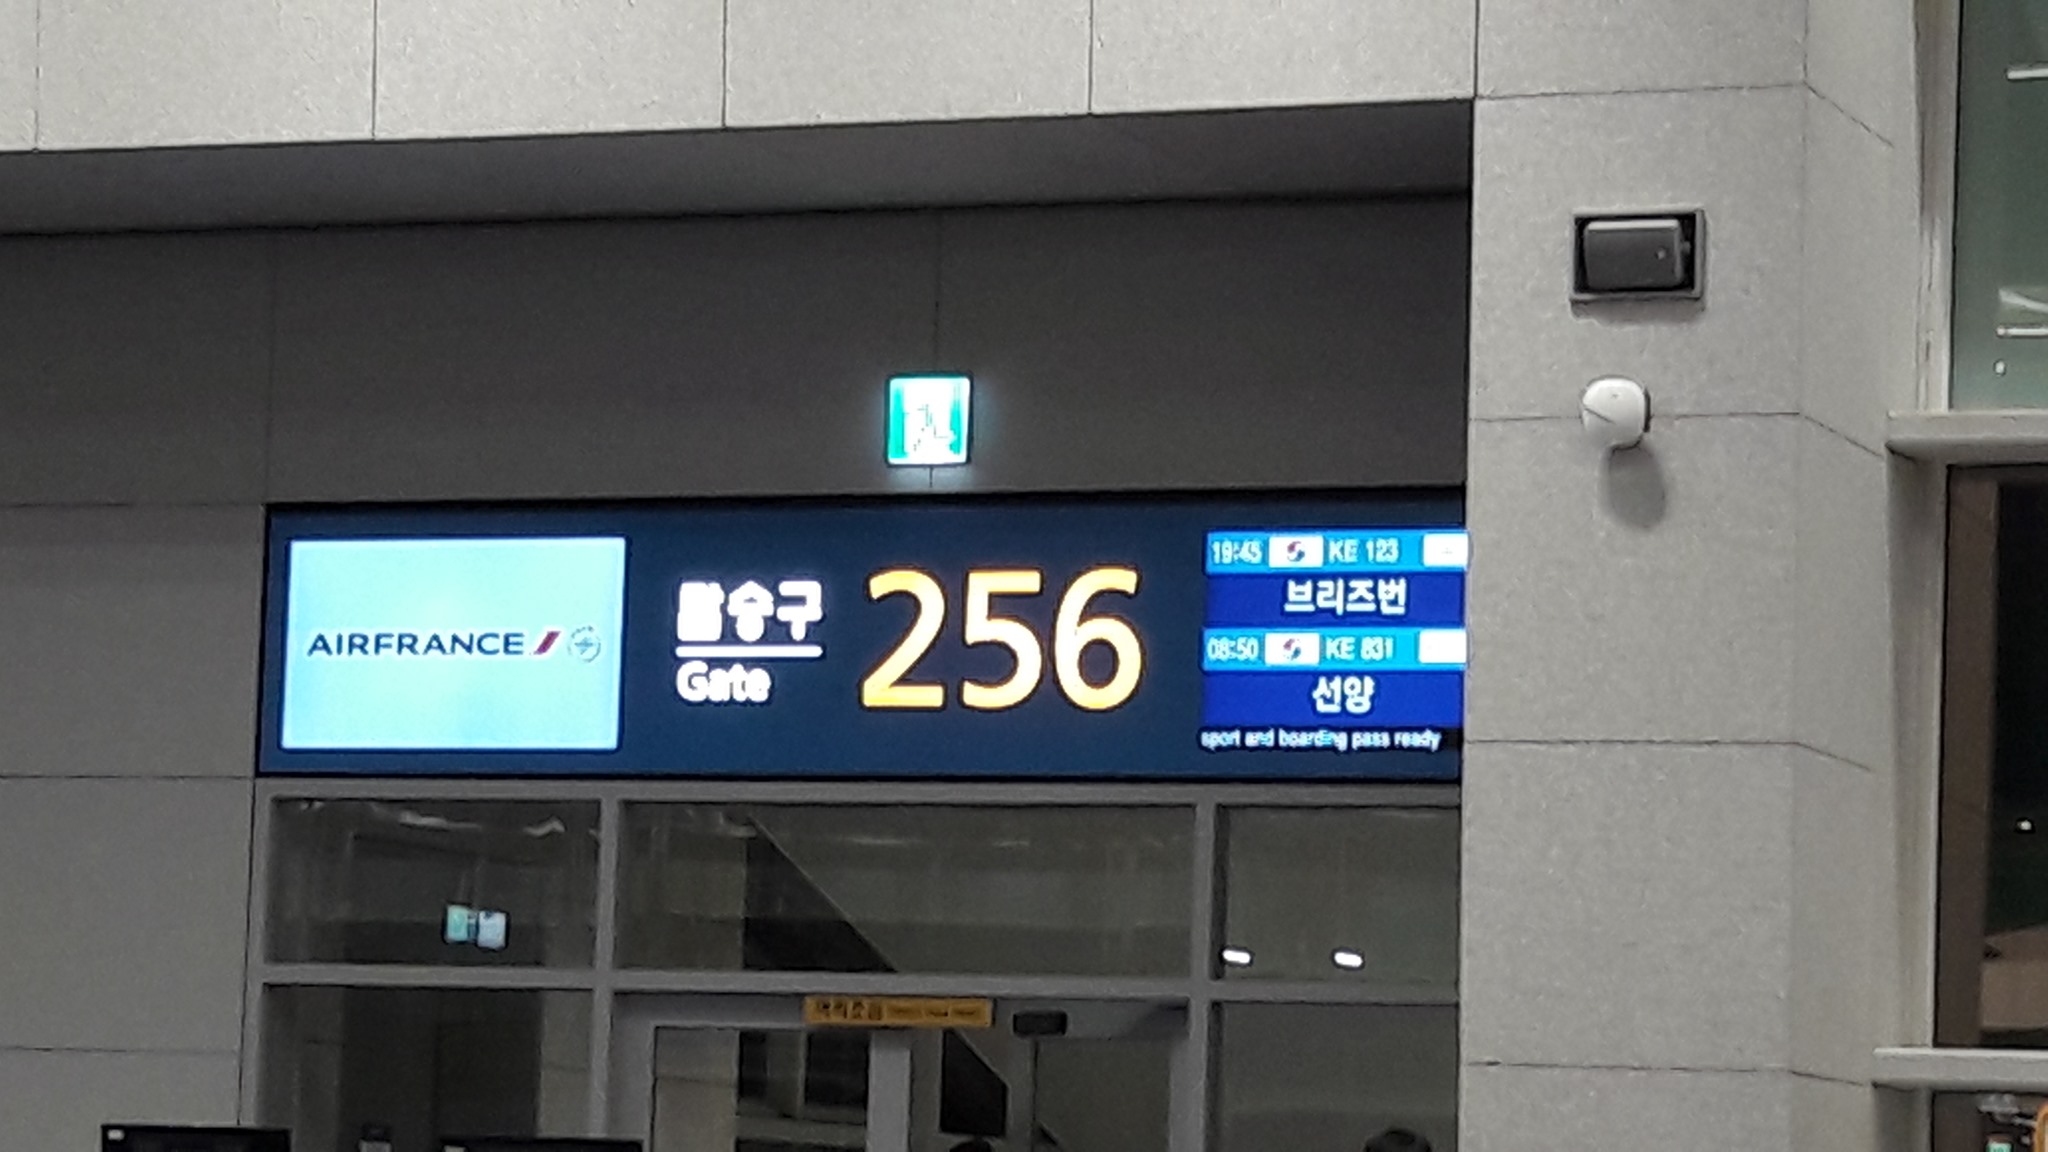 AIRFRANCE
탑승구
Gate
256
19:45 KE 123
브리즈번
08:50 KE 831
선양
sport and boarding pass ready